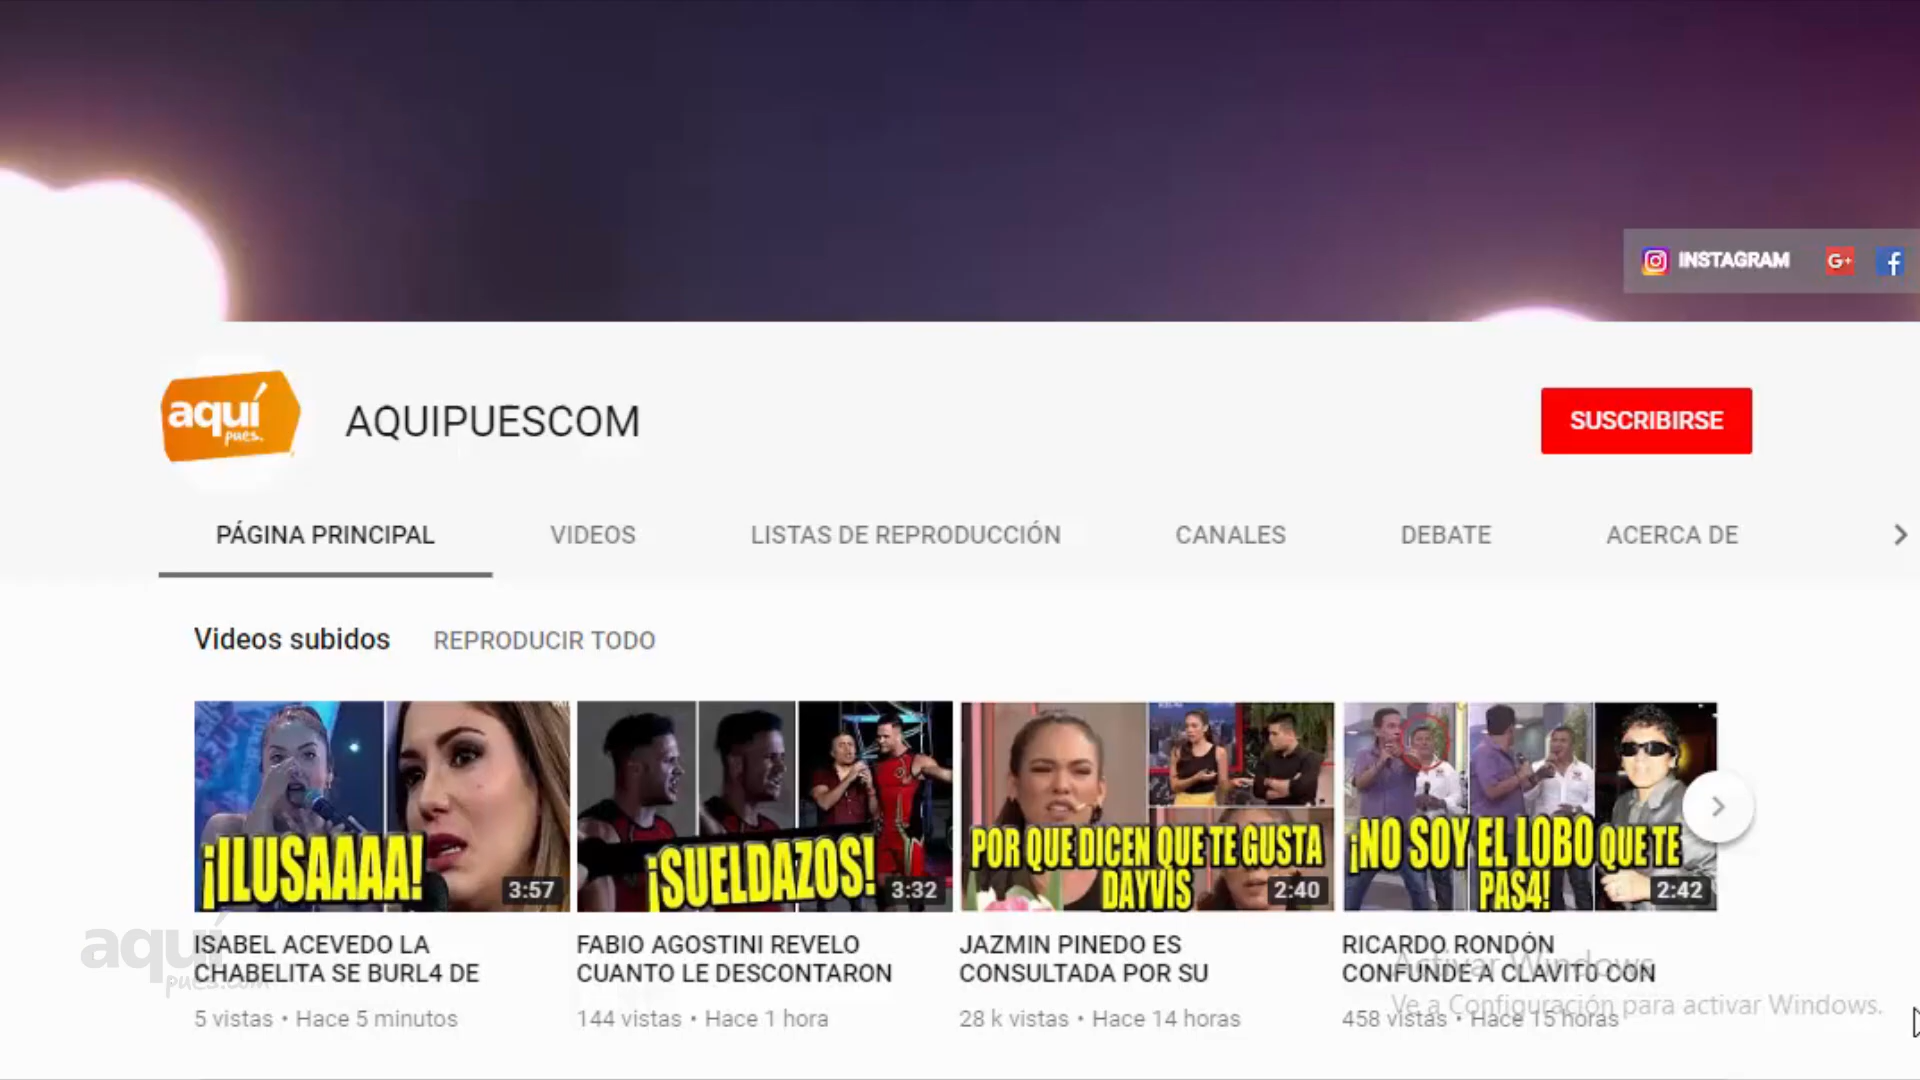 INSTAGRAM
G+
aquí
pues.
AQUIPUESCOM
SUSCRIBIRSE
PÁGINA PRINCIPAL
VIDEOS
LISTAS DE REPRODUCCIÓN
CANALES
DEBATE
ACERCA DE
Videos subidos
REPRODUCIR TODO
¡ILUSAAAA!
3:57
¡SUELDAZOS!
3:32
POR QUE DICEN QUE TE GUSTA
DAYVIS
2:40
¡NO SOY EL LOBO QUE TE
PAS4!
2:42
ISABEL ACEVEDO LA
CHABELITA SE BURL4 DE
5 vistas • Hace 5 minutos
FABIO AGOSTINI REVELO
CUANTO LE DESCONTARON
144 vistas • Hace 1 hora
JAZMIN PINEDO ES
CONSULTADA POR SU
28 k vistas • Hace 14 horas
RICARDO RONDÓN
CONFUNDE A CLAVIT0 CON
458 vistas • Hace 15 horas
aquí
pues.com
Activar Windows
Ve a Configuración para activar Windows.